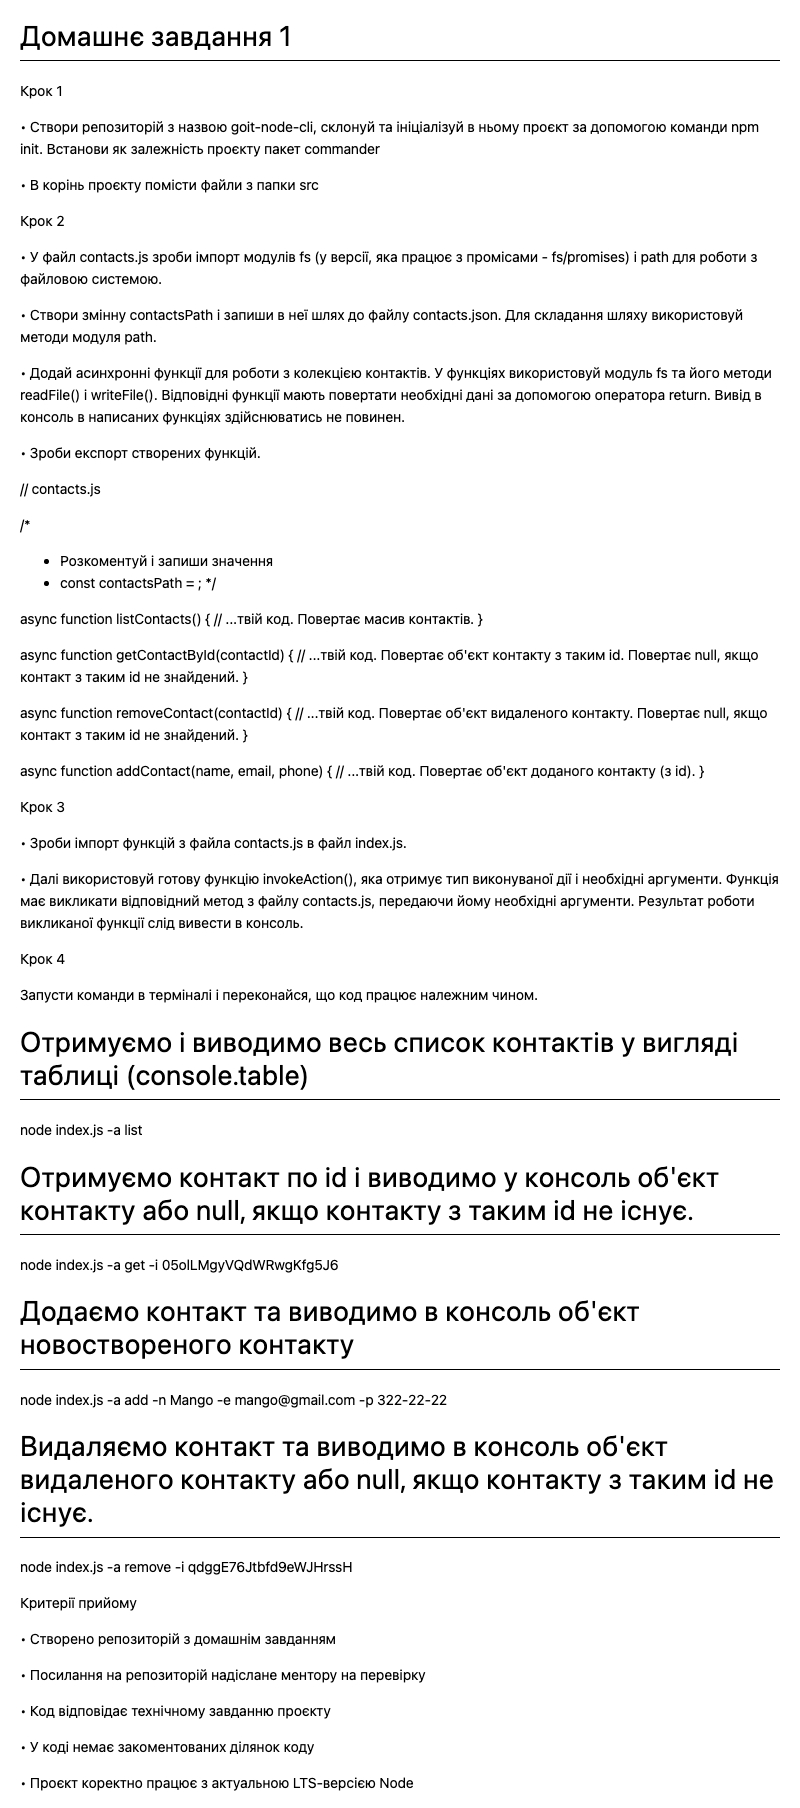 Домашнє завдання 1
Крок 1
• Створи репозиторій з назвою goit-node-cli, склонуй та ініціалізуй в ньому проєкт за допомогою команди npm
init. Встанови як залежність проєкту пакет commander
• В корінь проєкту помісти файли з папки src
Крок 2
• У файл contacts.js зроби імпорт модулів fs (у версії, яка працює з промісами - fs/promises) і path для роботи з
файловою системою.
• Створи змінну contactsPath і запиши в неї шлях до файлу contacts.json. Для складання шляху використовуй
методи модуля path.
• Додай асинхронні функції для роботи з колекцією контактів. У функціях використовуй модуль fs та його методи
readFile() і writeFile(). Відповідні функції мають повертати необхідні дані за допомогою оператора return. Вивід в
консоль в написаних функціях здійснюватись не повинен.
• Зроби експорт створених функцій.
// contacts.js
/*
• Розкоментуй і запиши значення
• const contactsPath = ; */
async function listContacts() { // ...твій код. Повертає масив контактів. }
async function getContactById(contactId) { // ...твій код. Повертає об'єкт контакту з таким id. Повертає null, якщо
контакт з таким id не знайдений. }
async function removeContact(contactId) { // ...твій код. Повертає об'єкт видаленого контакту. Повертає null, якщо
контакт з таким id не знайдений. }
async function addContact(name, email, phone) { // ...твій код. Повертає об'єкт доданого контакту (з id). }
Крок 3
• Зроби імпорт функцій з файла contacts.js в файл index.js.
• Далі використовуй готову функцію invokeAction(), яка отримує тип виконуваної дії і необхідні аргументи. Функція
має викликати відповідний метод з файлу contacts.js, передаючи йому необхідні аргументи. Результат роботи
викликаної функції слід вивести в консоль.
Крок 4
Запусти команди в терміналі і переконайся, що код працює належним чином.
Отримуємо і виводимо весь список контактів у вигляді
таблиці (console.table)
node index.js -a list
Отримуємо контакт по id і виводимо у консоль об'єкт
контакту або null, якщо контакту з таким id не існує.
node index.js -a get -i 05olLMgyVQdWRwgKfg5J6
Додаємо контакт та виводимо в консоль об'єкт
новоствореного контакту
node index.js -a add -n Mango -e mango@gmail.com -p 322-22-22
Видаляємо контакт та виводимо в консоль об'єкт
видаленого контакту або null, якщо контакту з таким id не
існує.
node index.js -a remove -i qdggE76Jtbfd9eWJHrssH
Критерії прийому
• Створено репозиторій з домашнім завданням
• Посилання на репозиторій надіслане ментору на перевірку
• Код відповідає технічному завданню проєкту
• У коді немає закоментованих ділянок коду
• Проєкт коректно працює з актуальною LTS-версією Node